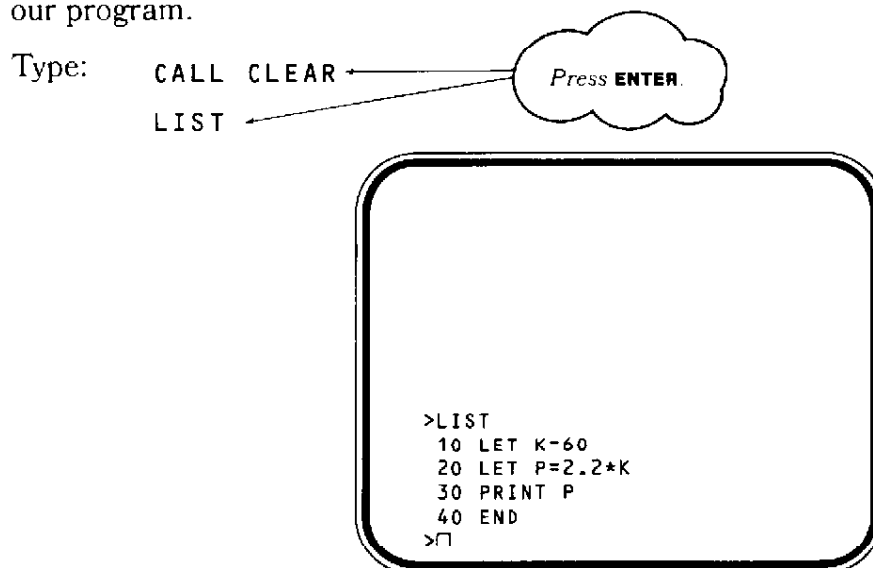 our program.
Type: CALL CLEAR Press ENTER.
LIST
>LIST
10 LET K-60
20 LET P=2.2*K
30 PRINT P
40 END
>